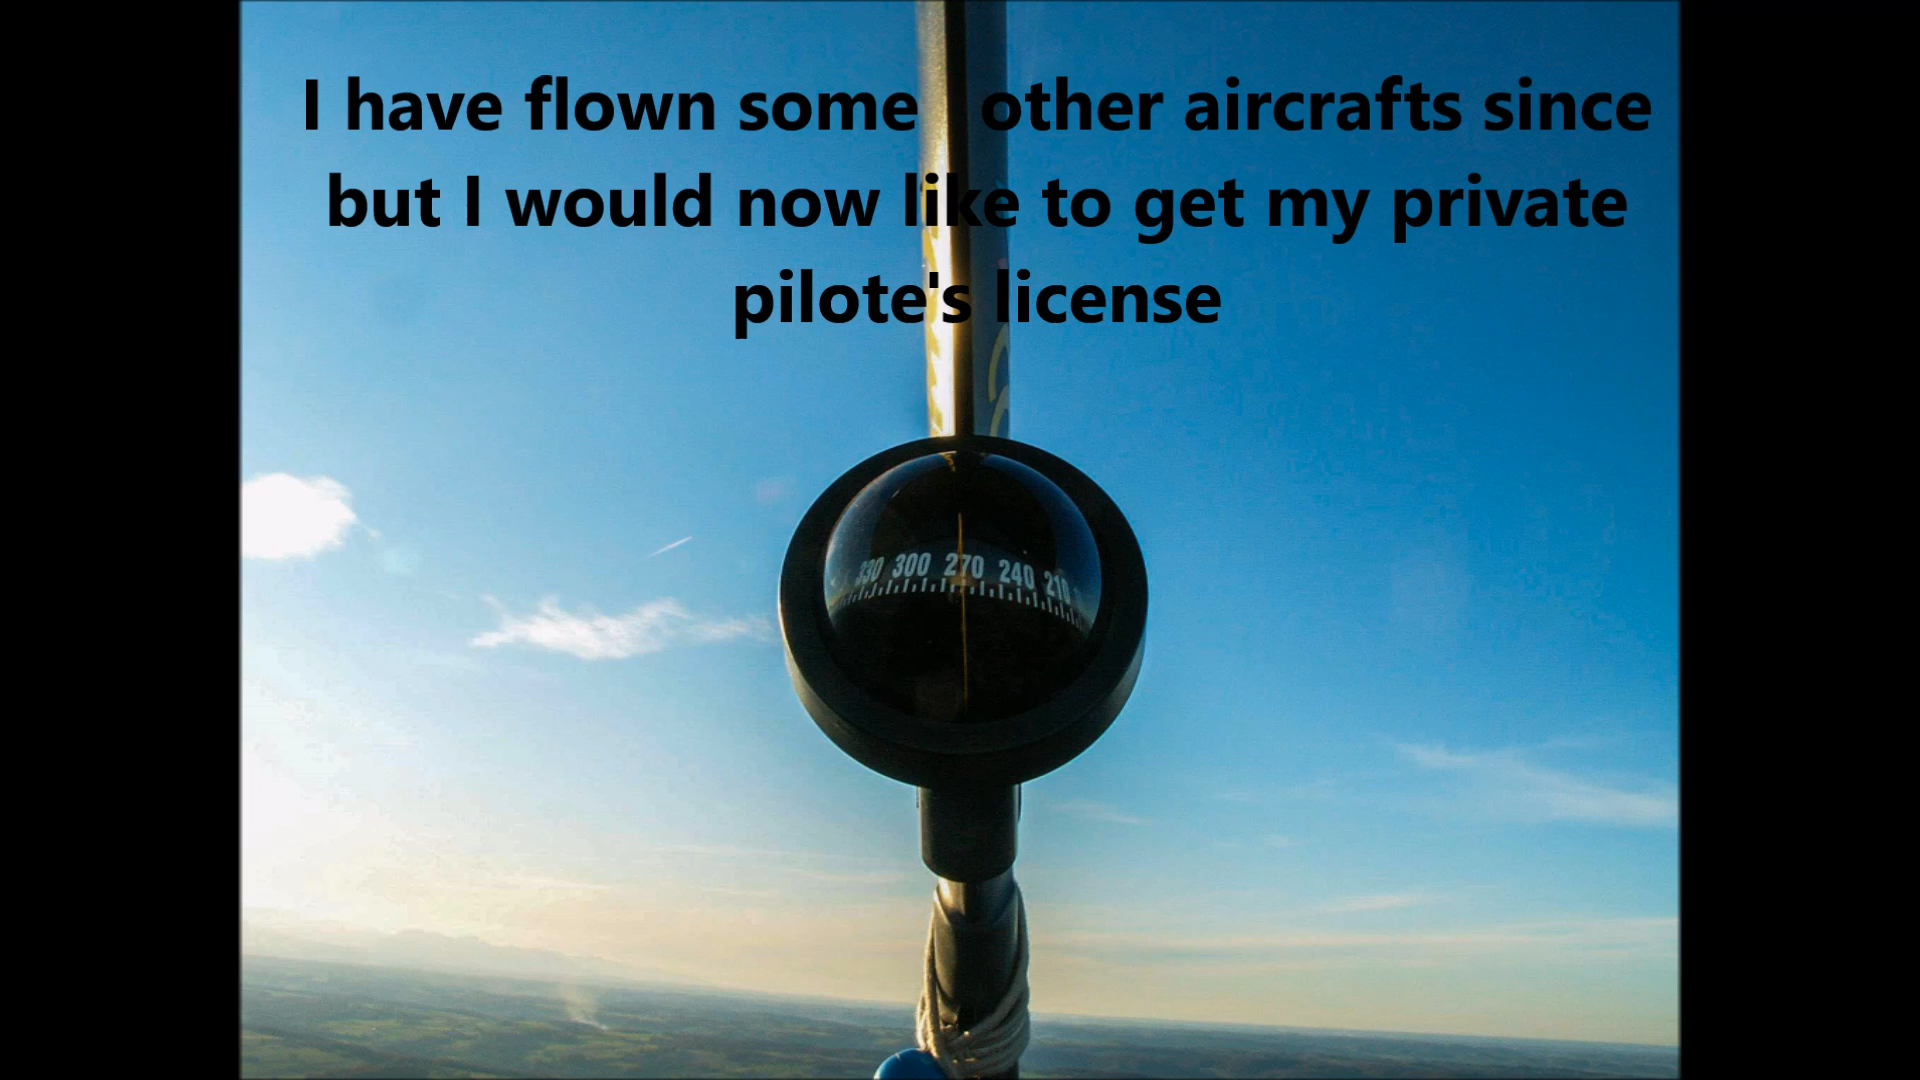 I have flown some other aircrafts since
but I would now like to get my private
pilote's license
330 300 270 240 210